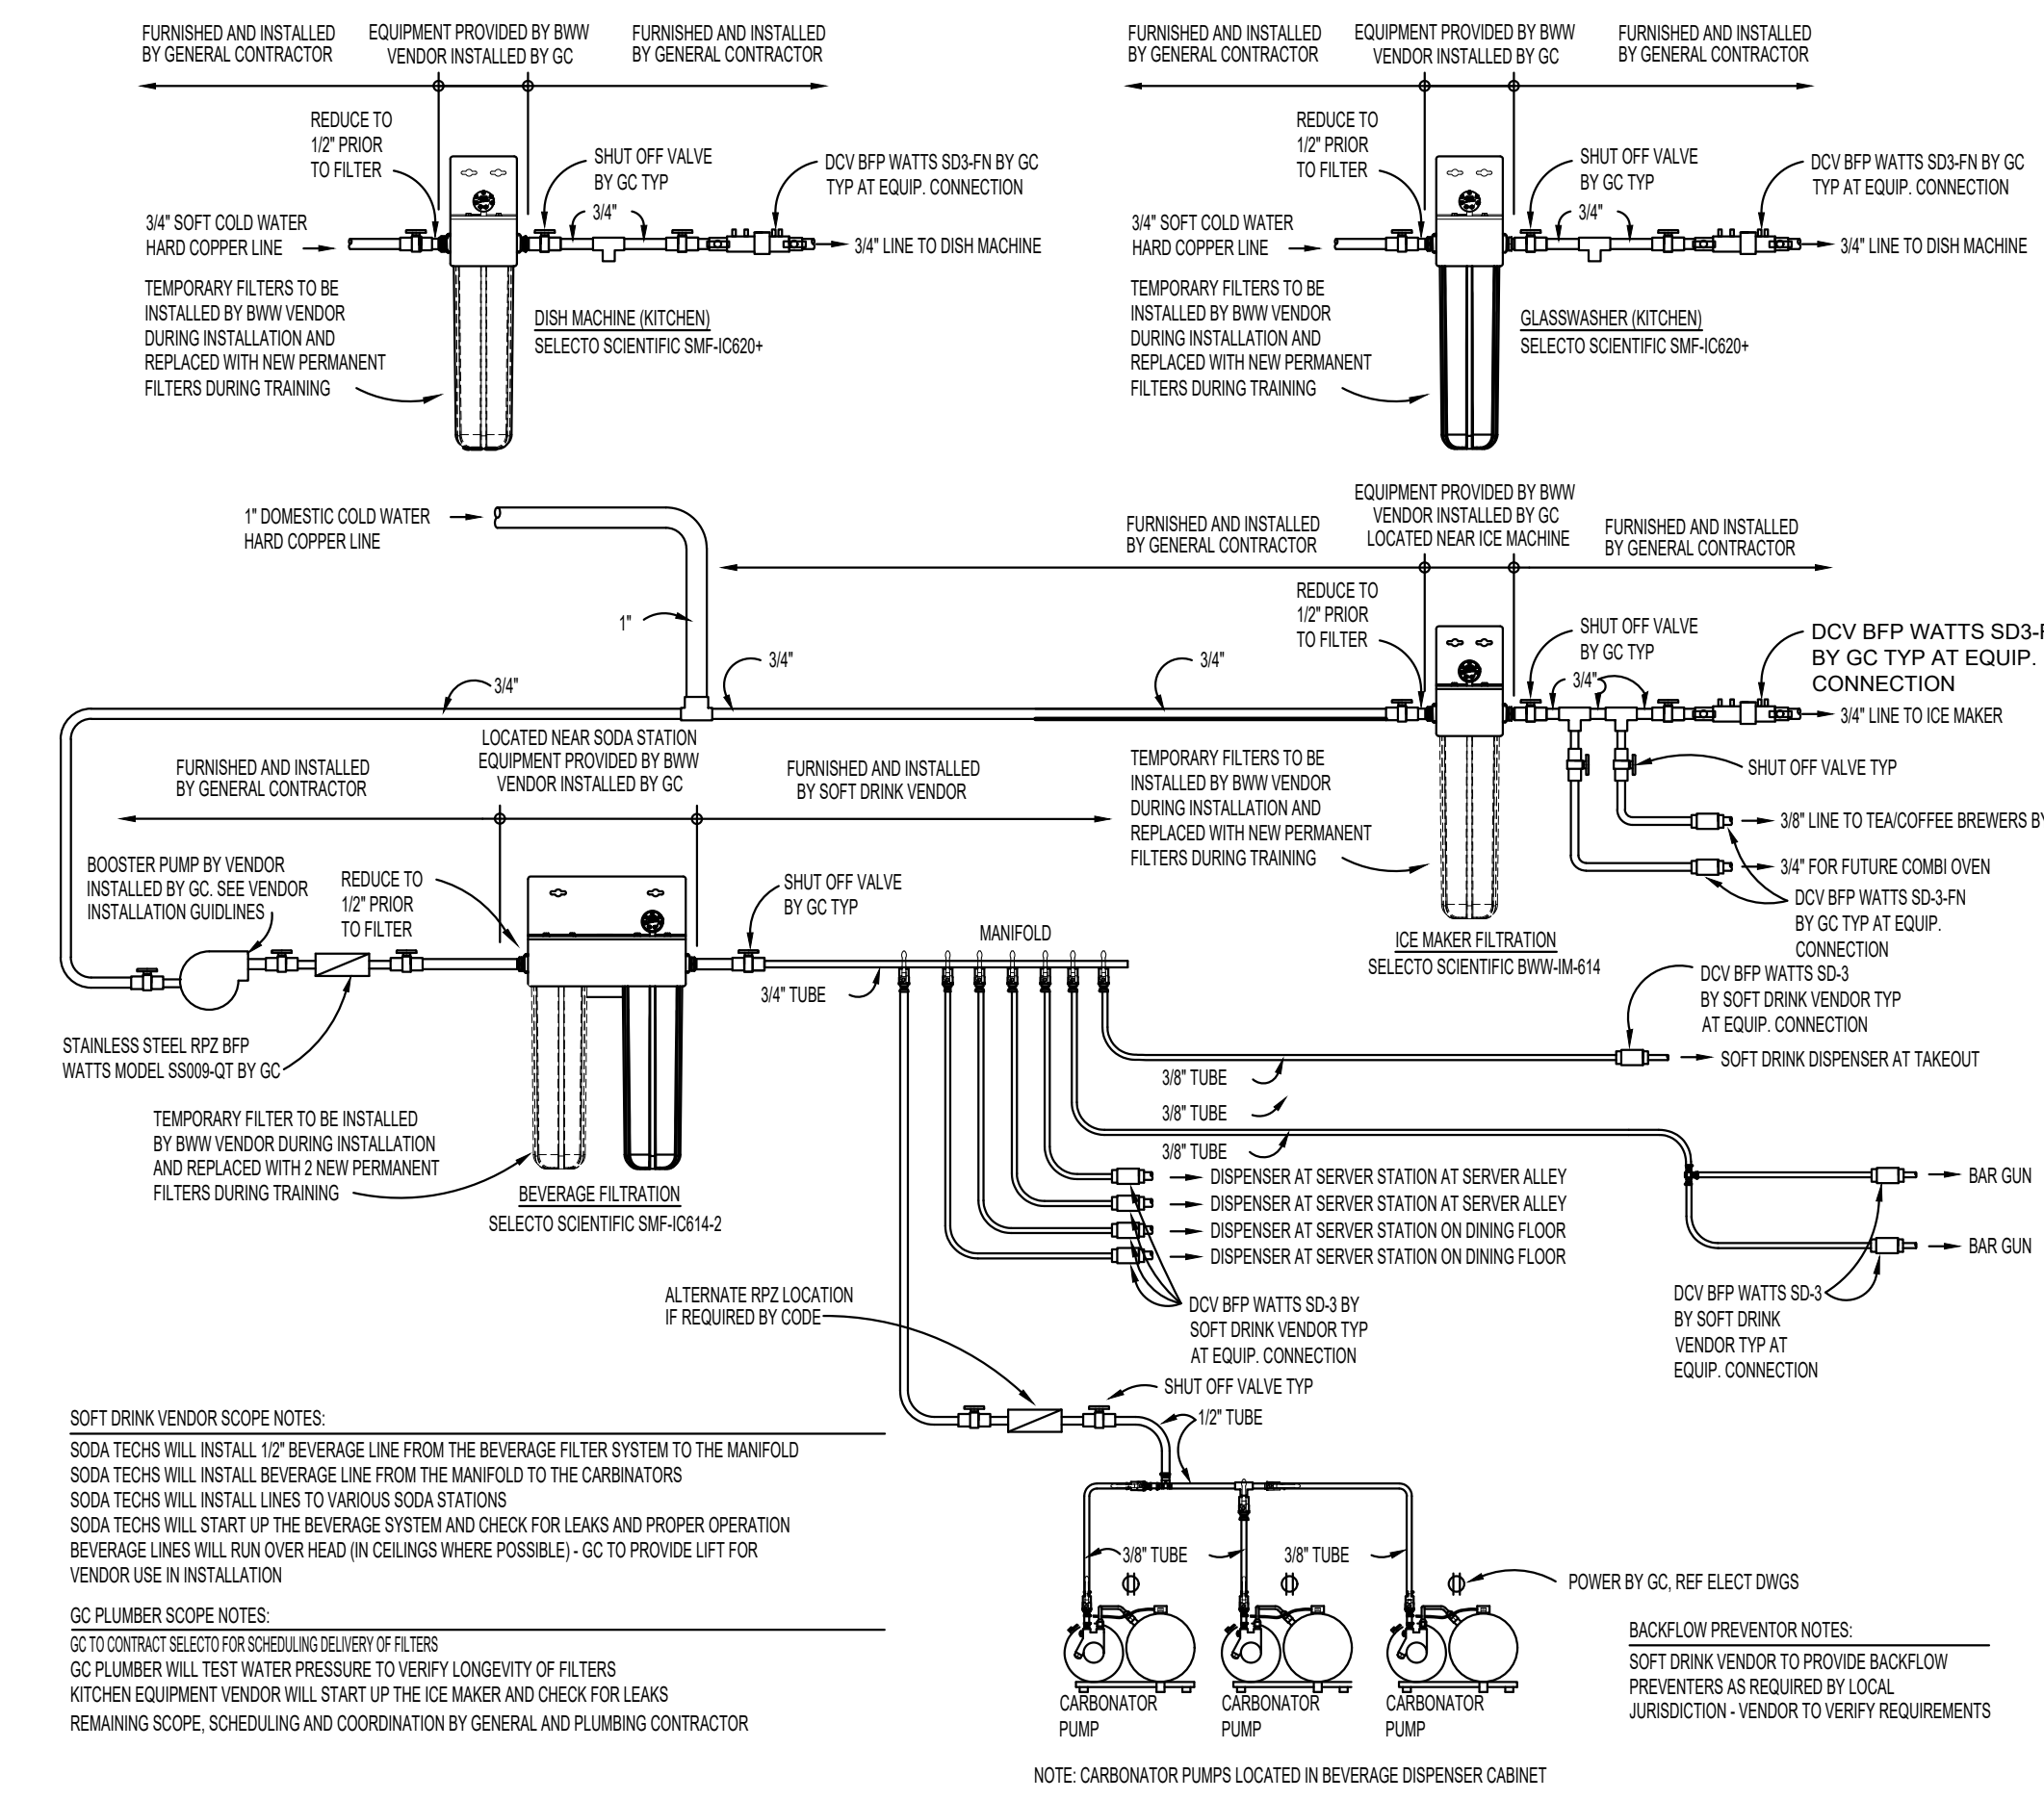 FURNISHED AND INSTALLED
BY GENERAL CONTRACTOR
EQUIPMENT PROVIDED BY BWW
VENDOR INSTALLED BY GC
FURNISHED AND INSTALLED
BY GENERAL CONTRACTOR
REDUCE TO
1/2" PRIOR
TO FILTER
SHUT OFF VALVE
BY GC TYP
DCV BFP WATTS SD3-FN BY GC
TYP AT EQUIP. CONNECTION
3/4"
3/4" SOFT COLD WATER
HARD COPPER LINE
3/4" LINE TO DISH MACHINE
TEMPORARY FILTERS TO BE
INSTALLED BY BWW VENDOR
DURING INSTALLATION AND
REPLACED WITH NEW PERMANENT
FILTERS DURING TRAINING
DISH MACHINE (KITCHEN)
SELECTO SCIENTIFIC SMF-IC620+
FURNISHED AND INSTALLED
BY GENERAL CONTRACTOR
EQUIPMENT PROVIDED BY BWW
VENDOR INSTALLED BY GC
FURNISHED AND INSTALLED
BY GENERAL CONTRACTOR
REDUCE TO
1/2" PRIOR
TO FILTER
SHUT OFF VALVE
BY GC TYP
DCV BFP WATTS SD3-FN BY GC
TYP AT EQUIP. CONNECTION
3/4"
3/4" SOFT COLD WATER
HARD COPPER LINE
3/4" LINE TO DISH MACHINE
TEMPORARY FILTERS TO BE
INSTALLED BY BWW VENDOR
DURING INSTALLATION AND
REPLACED WITH NEW PERMANENT
FILTERS DURING TRAINING
GLASSWASHER (KITCHEN)
SELECTO SCIENTIFIC SMF-IC620+
1" DOMESTIC COLD WATER
HARD COPPER LINE
1"
3/4"
3/4"
3/4"
FURNISHED AND INSTALLED
BY GENERAL CONTRACTOR
EQUIPMENT PROVIDED BY BWW
VENDOR INSTALLED BY GC
LOCATED NEAR ICE MACHINE
FURNISHED AND INSTALLED
BY GENERAL CONTRACTOR
REDUCE TO
1/2" PRIOR
TO FILTER
SHUT OFF VALVE
BY GC TYP
3/4"
DCV BFP WATTS SD3-F
BY GC TYP AT EQUIP.
CONNECTION
3/4" LINE TO ICE MAKER
SHUT OFF VALVE TYP
3/8" LINE TO TEA/COFFEE BREWERS BY
3/4" FOR FUTURE COMBI OVEN
DCV BFP WATTS SD-3-FN
BY GC TYP AT EQUIP.
CONNECTION
TEMPORARY FILTERS TO BE
INSTALLED BY BWW VENDOR
DURING INSTALLATION AND
REPLACED WITH NEW PERMANENT
FILTERS DURING TRAINING
ICE MAKER FILTRATION
SELECTO SCIENTIFIC BWW-IM-614
FURNISHED AND INSTALLED
BY GENERAL CONTRACTOR
LOCATED NEAR SODA STATION
EQUIPMENT PROVIDED BY BWW
VENDOR INSTALLED BY GC
FURNISHED AND INSTALLED
BY SOFT DRINK VENDOR
BOOSTER PUMP BY VENDOR
INSTALLED BY GC. SEE VENDOR
INSTALLATION GUIDLINES
REDUCE TO
1/2" PRIOR
TO FILTER
SHUT OFF VALVE
BY GC TYP
MANIFOLD
3/4" TUBE
STAINLESS STEEL RPZ BFP
WATTS MODEL SS009-QT BY GC
TEMPORARY FILTER TO BE INSTALLED
BY BWW VENDOR DURING INSTALLATION
AND REPLACED WITH 2 NEW PERMANENT
FILTERS DURING TRAINING
BEVERAGE FILTRATION
SELECTO SCIENTIFIC SMF-IC614-2
DCV BFP WATTS SD-3
BY SOFT DRINK VENDOR TYP
AT EQUIP. CONNECTION
SOFT DRINK DISPENSER AT TAKEOUT
3/8" TUBE
3/8" TUBE
3/8" TUBE
DISPENSER AT SERVER STATION AT SERVER ALLEY
DISPENSER AT SERVER STATION AT SERVER ALLEY
DISPENSER AT SERVER STATION ON DINING FLOOR
DISPENSER AT SERVER STATION ON DINING FLOOR
BAR GUN
BAR GUN
DCV BFP WATTS SD-3 BY
SOFT DRINK VENDOR TYP
AT EQUIP. CONNECTION
DCV BFP WATTS SD-3
BY SOFT DRINK
VENDOR TYP AT
EQUIP. CONNECTION
ALTERNATE RPZ LOCATION
IF REQUIRED BY CODE
SHUT OFF VALVE TYP
1/2" TUBE
3/8" TUBE
3/8" TUBE
POWER BY GC, REF ELECT DWGS
CARBONATOR
PUMP
CARBONATOR
PUMP
CARBONATOR
PUMP
NOTE: CARBONATOR PUMPS LOCATED IN BEVERAGE DISPENSER CABINET
SOFT DRINK VENDOR SCOPE NOTES:
SODA TECHS WILL INSTALL 1/2" BEVERAGE LINE FROM THE BEVERAGE FILTER SYSTEM TO THE MANIFOLD
SODA TECHS WILL INSTALL BEVERAGE LINE FROM THE MANIFOLD TO THE CARBINATORS
SODA TECHS WILL INSTALL LINES TO VARIOUS SODA STATIONS
SODA TECHS WILL START UP THE BEVERAGE SYSTEM AND CHECK FOR LEAKS AND PROPER OPERATION
BEVERAGE LINES WILL RUN OVER HEAD (IN CEILINGS WHERE POSSIBLE) - GC TO PROVIDE LIFT FOR
VENDOR USE IN INSTALLATION
GC PLUMBER SCOPE NOTES:
GC TO CONTRACT SELECTO FOR SCHEDULING DELIVERY OF FILTERS
GC PLUMBER WILL TEST WATER PRESSURE TO VERIFY LONGEVITY OF FILTERS
KITCHEN EQUIPMENT VENDOR WILL START UP THE ICE MAKER AND CHECK FOR LEAKS
REMAINING SCOPE, SCHEDULING AND COORDINATION BY GENERAL AND PLUMBING CONTRACTOR
BACKFLOW PREVENTOR NOTES:
SOFT DRINK VENDOR TO PROVIDE BACKFLOW
PREVENTERS AS REQUIRED BY LOCAL
JURISDICTION - VENDOR TO VERIFY REQUIREMENTS